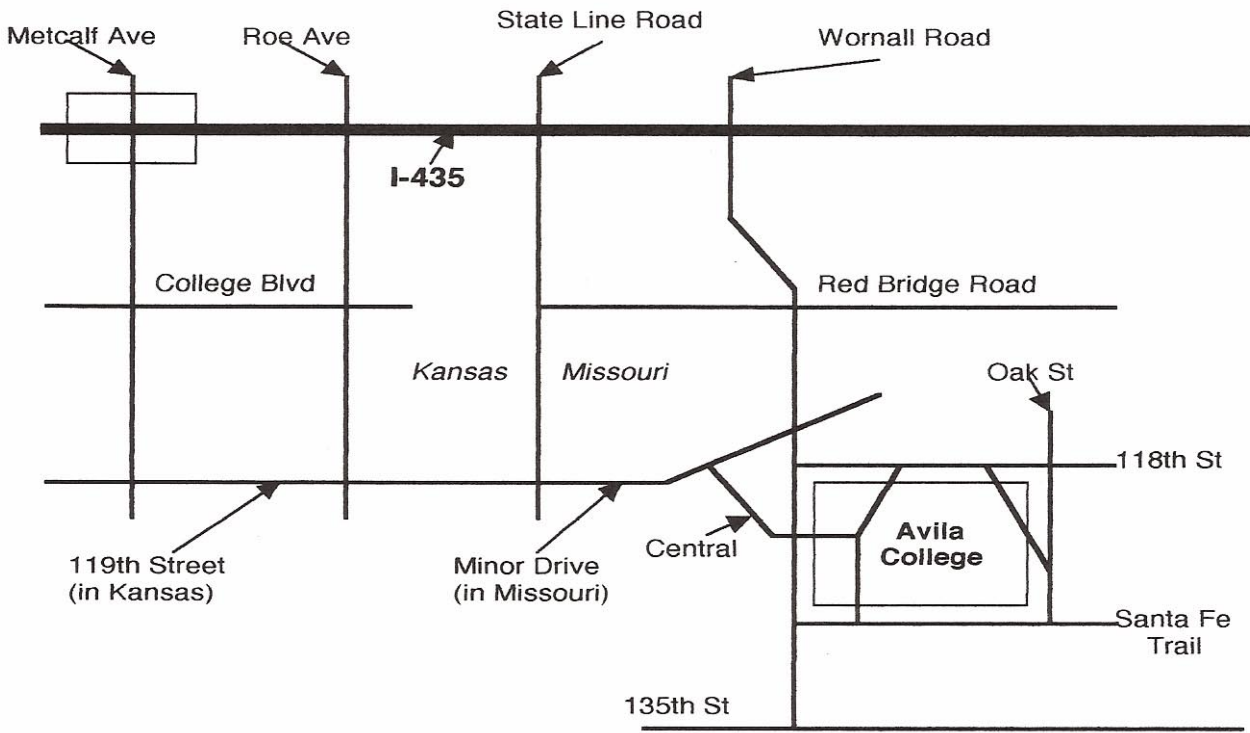 State Line Road
Metcalf Ave
Roe Ave
Wornall Road
I-435
College Blvd
Red Bridge Road
Kansas
Missouri
Oak St
118th St
Avila
College
Central
119th Street
(in Kansas)
Minor Drive
(in Missouri)
Santa Fe
Trail
135th St